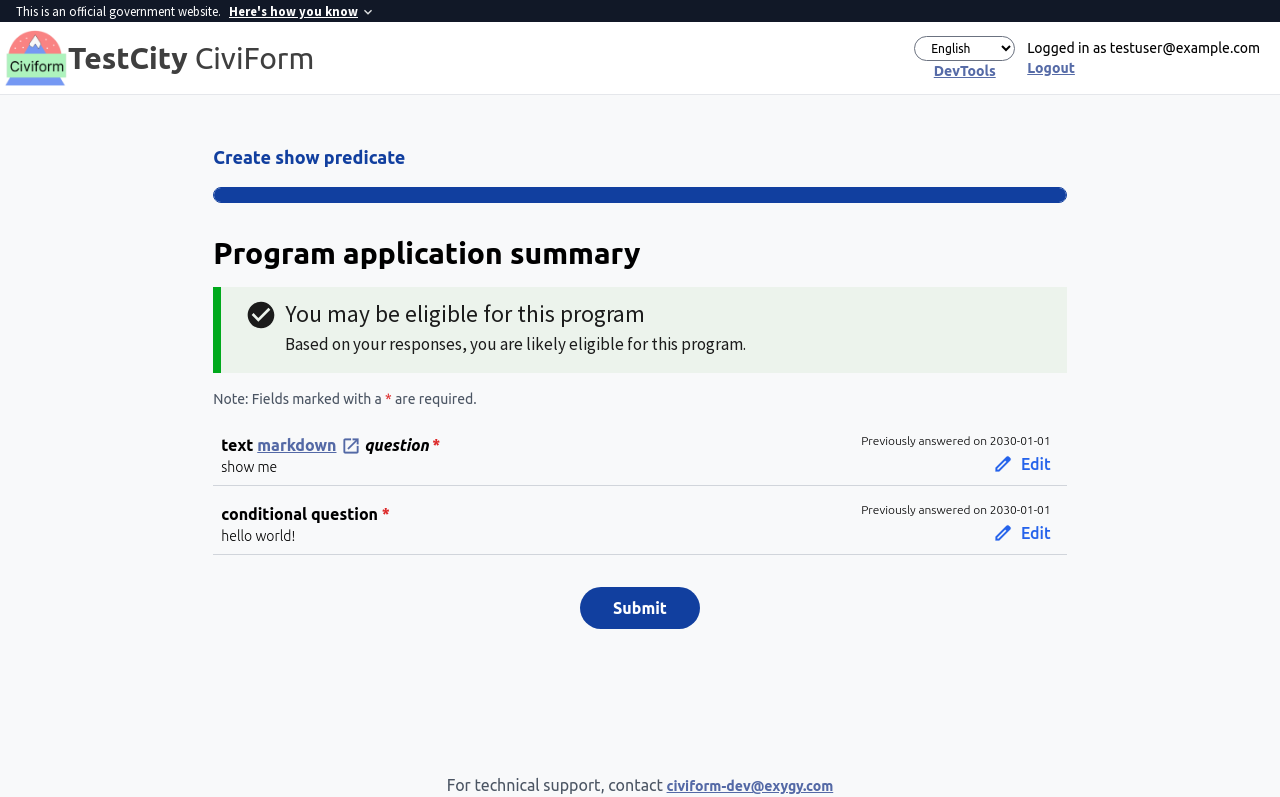 This is an official government website. Here's how you know
Civiform
TestCity CiviForm
English
DevTools
Logged in as testuser@example.com
Logout
Create show predicate
Program application summary
You may be eligible for this program
Based on your responses, you are likely eligible for this program.
Note: Fields marked with a * are required.
text markdown question *
show me
Previously answered on 2030-01-01
Edit
conditional question *
hello world!
Previously answered on 2030-01-01
Edit
Submit
For technical support, contact civiform-dev@exygy.com